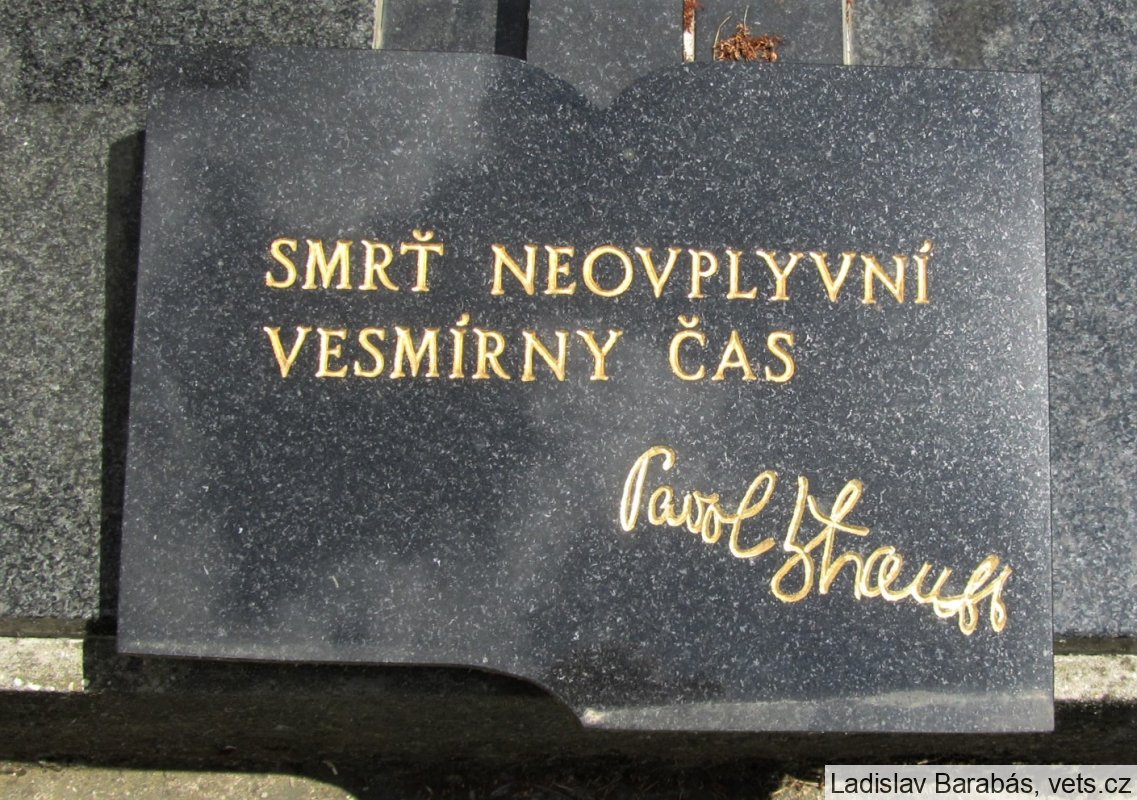 SMRŤ NEOVPLYVNÍ
VESMÍRNY ČAS
Pavol Strauss
Ladislav Barabás, vets.cz